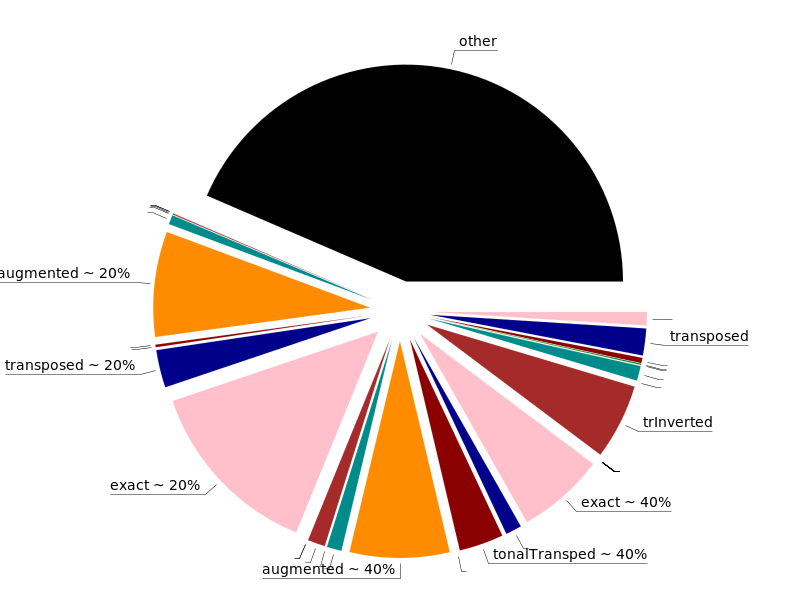 other
augmented ~ 20%
transposed
transposed ~ 20%
trInverted
exact ~ 20%
exact ~ 40%
tonalTransped ~ 40%
augmented ~ 40%